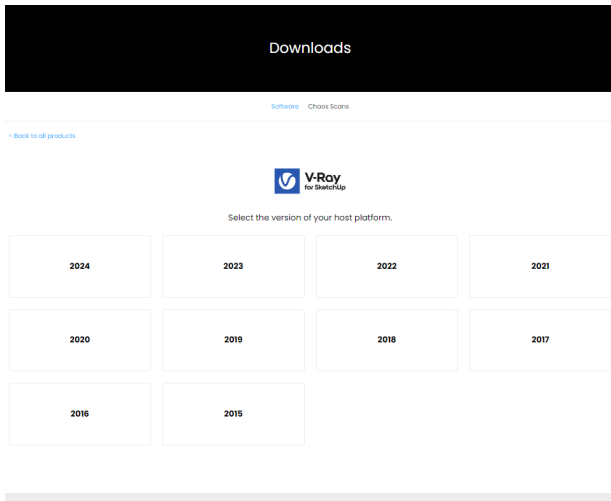 Downloads
Software Chaos Scans
< Back to all products
V-Ray
for SketchUp
Select the version of your host platform.
2024 2023 2022 2021
2020 2019 2018 2017
2016 2015